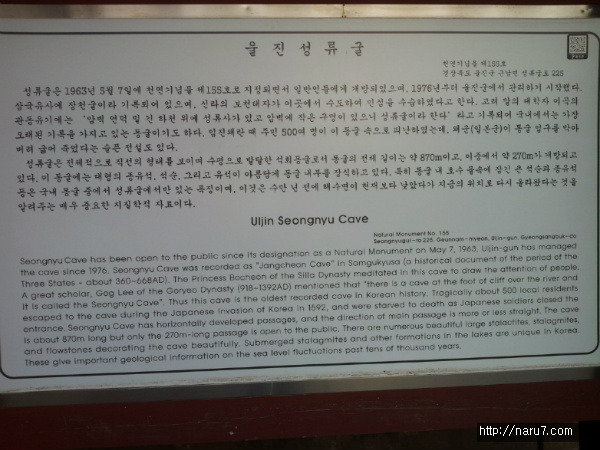 울진성류굴
천연기념물 제155호
경상북도 울진군 근남면 성류굴로 225
성류굴은 1963년 5월 7일에 천연기념물 제155호로 지정되면서 일반인들에게 개방되었으며, 1976년부터 울진군에서 관리하기 시작했다.
삼국유사에 장천굴이라 기록되어 있으며, 신라의 보천태자가 이곳에서 수도하며 민심을 수습하였다고 한다. 고려 말의 대학자 이곡의
관동유기에는 '암벽 면력 밑 긴 하천 위에 성류사가 있고 암벽에 작은 구멍이 있으니 성류굴이라 한다' 라고 기록되어 국내에서는 가장
오래된 기록을 가지고 있는 동굴이기도 하다. 임진왜란 때 주민 500여 명이 이 동굴 속으로 피난하였는데, 왜군(일본군)이 동굴 입구를 막아
버려 굶어 죽었다는 슬픈 전설도 있다.
성류굴은 전체적으로 직선의 형태를 보이며 수평으로 발달한 석회동굴로서 동굴의 전체 길이는 약 870m이고, 이중에서 약 270m가 개방되고
있다. 이 동굴에는 대형의 종유석, 석순, 그리고 유석이 아름답게 동굴 내부를 장식하고 있다. 특히 동굴 내 호수 물속에 잠긴 큰 석순과 종유석
등은 국내 동굴 중에서 성류굴에서만 있는 특징이며, 이것은 수만 년 전에 해수면이 현재보다 낮았다가 지금의 위치로 다시 올라왔다는 것을
알려주는 매우 중요한 지질학적 자료이다.
Uljin Seongnyu Cave
Natural Monument No. 155
Seongnyugul-ro 225, Geunnam-myeon, Uljin-gun, Gyeongsangbuk-do
Seongnyu Cave has been open to the public since its designation as a Natural Monument on May 7, 1963. Uljin-gun has managed
the cave since 1976. Seongnyu Cave was recorded as "Jangcheon Cave" in Samgukyusa (a historical document of the period of the
Three States - about 360-668AD). The Princess Bocheon of the Silla Dynasty meditated in this cave to draw the attention of people.
A great scholar, Gog Lee of the Goryeo Dynasty (918-1392AD) mentioned that "there is a cave at the foot of cliff over the river and
it is called the Seongnyu Cave". Thus this cave is the oldest recorded cave in Korean history. Tragically about 500 local residents
escaped to the cave during the Japanese Invasion of Korea in 1592, and were starved to death as Japanese soldiers closed the
entrance. Seongnyu Cave has horizontally developed passages, and the direction of main passage is more or less straight. The cave
is about 870m long but only the 270m-long passage is open to the public. There are numerous beautiful large stalactites, stalagmites,
and flowstones decorating the cave beautifully. Submerged stalagmites and other formations in the lakes are unique in Korea.
These give important geological information on the sea level fluctuations past tens of thousand years.
http://naru7.com